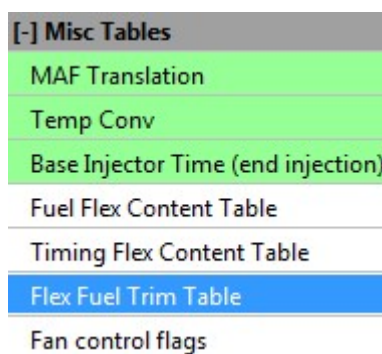 [-] Misc Tables
MAF Translation
Temp Conv
Base Injector Time (end injection)
Fuel Flex Content Table
Timing Flex Content Table
Flex Fuel Trim Table
Fan control flags